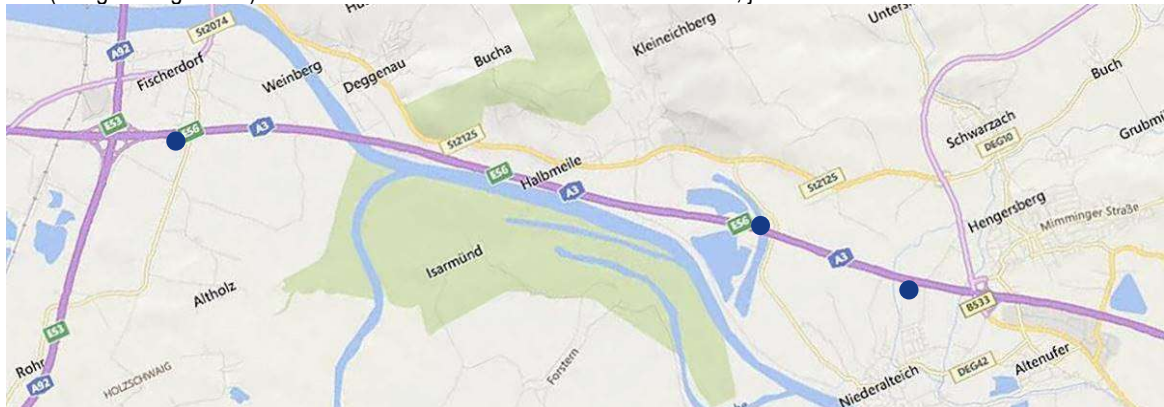 St2074
A92
Fischerdorf
Weinberg
Deggenau
Bucha
Kleineichberg
Buch
E53
E56
A3
St2125
Schwarzach
DEG10
Grubmü
Halbmeile
E56
A3
St2125
Hengersberg
Mimminger Straße
E56
Isarmünd
A3
Altholz
B533
E53
Rohr
A92
HOLZSCHWAIG
Forstern
DEG42
Altenufer
Niederalteich